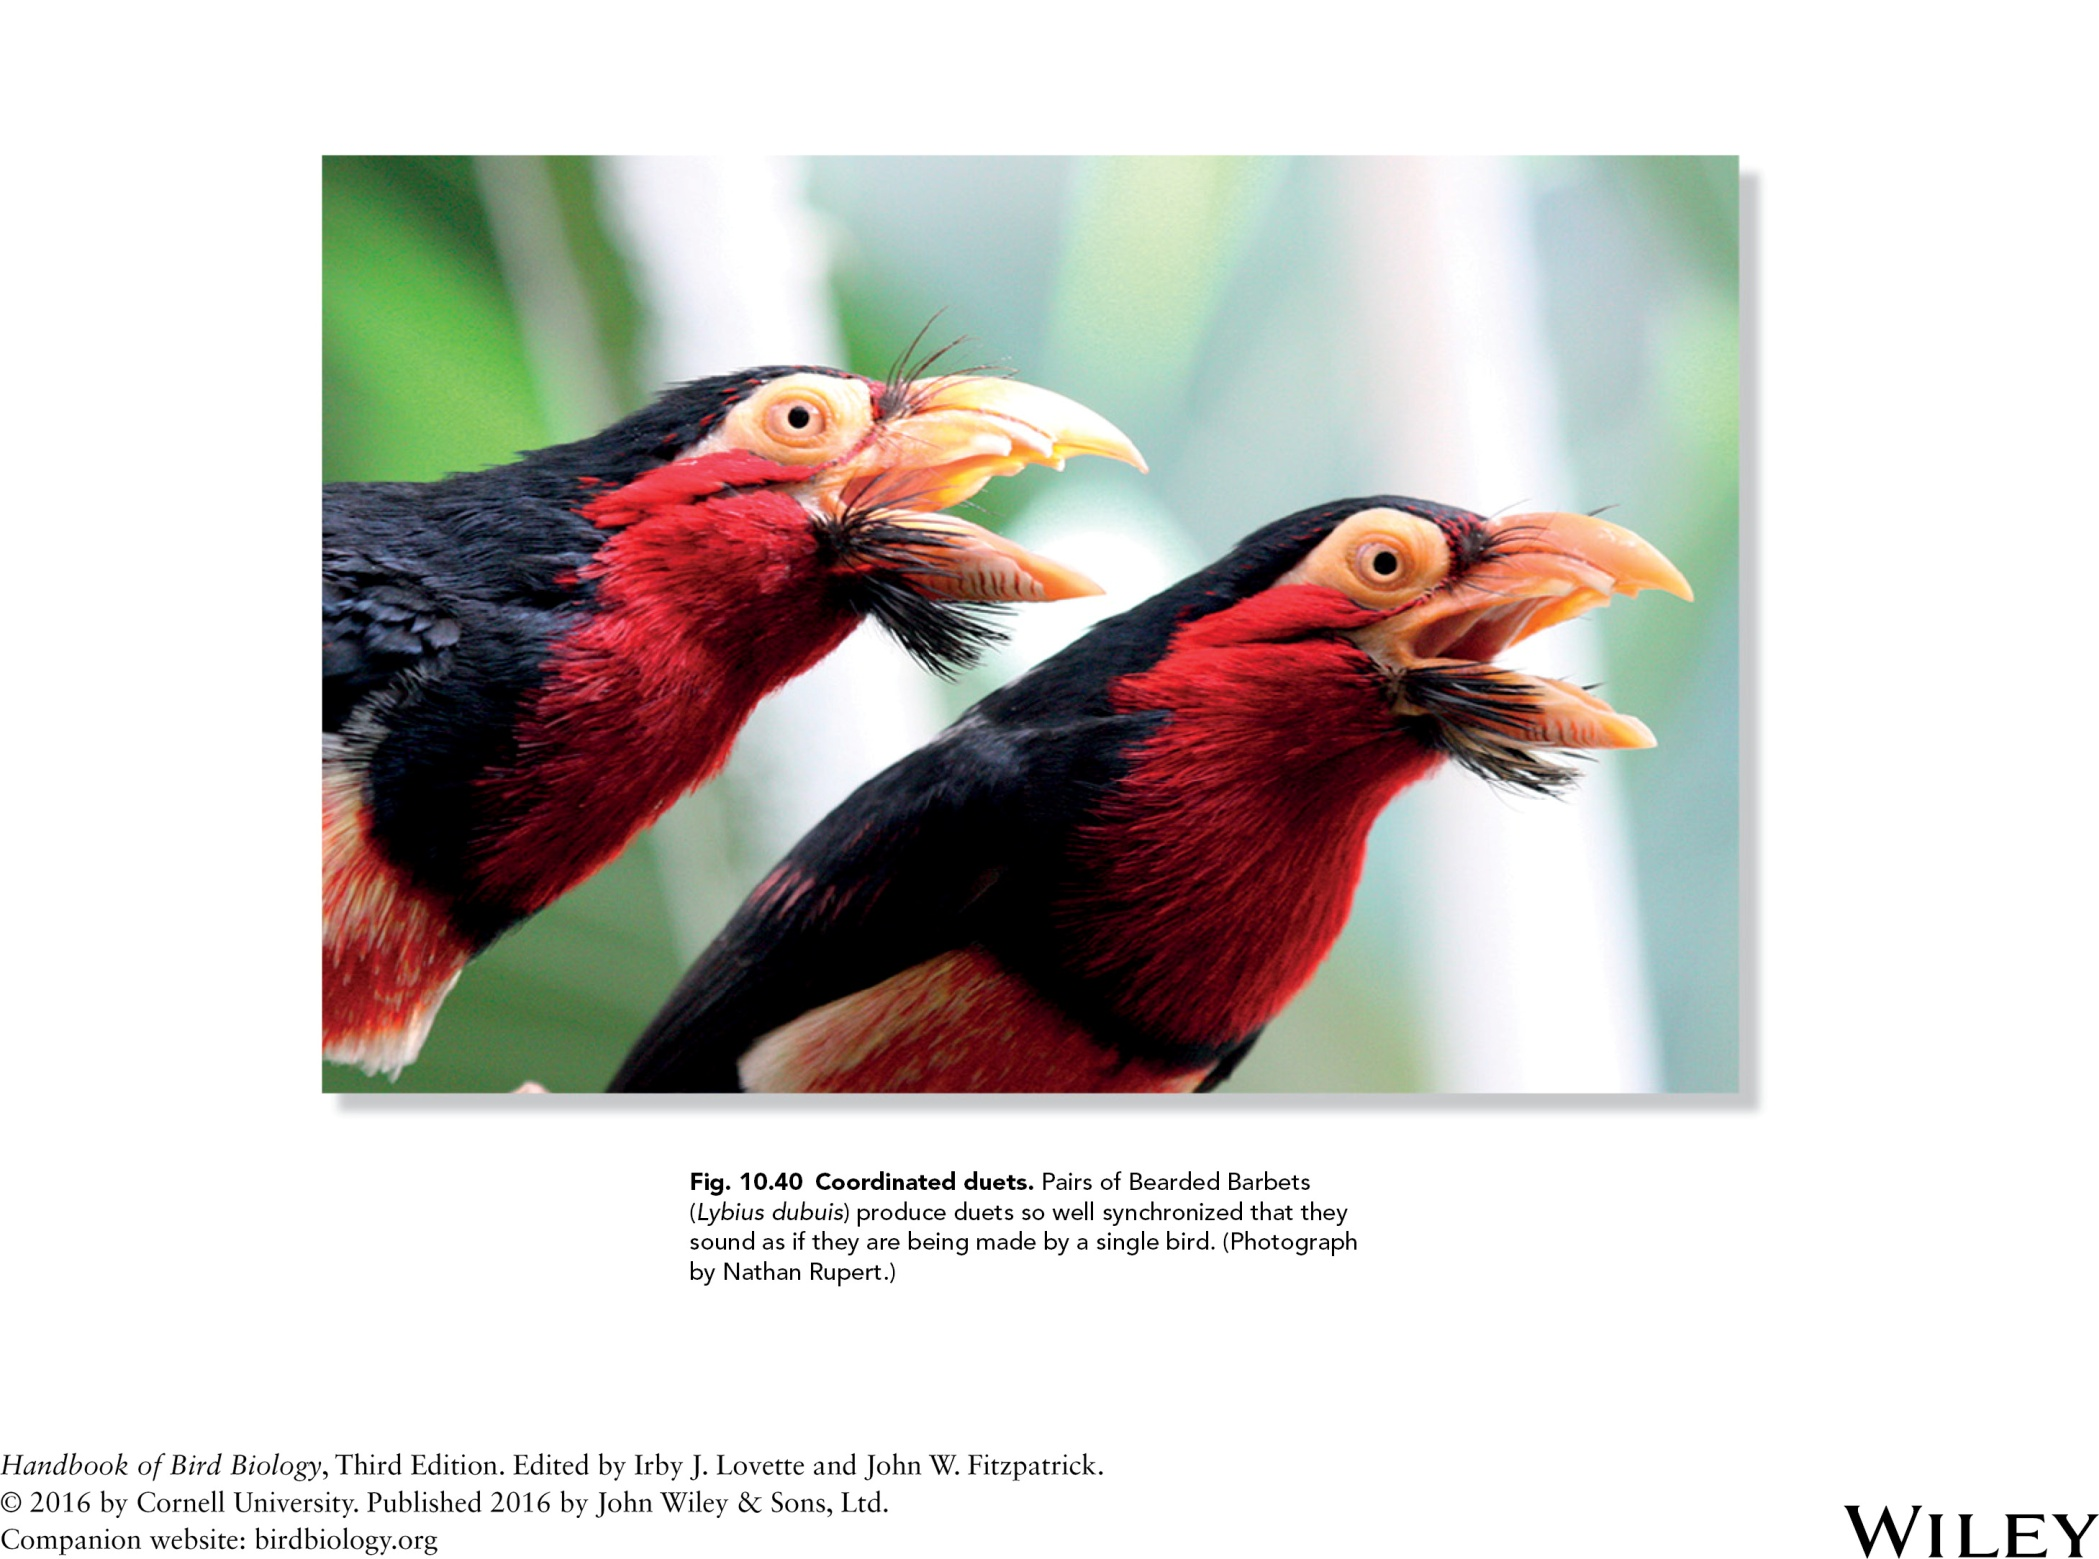 Fig. 10.40 Coordinated duets. Pairs of Bearded Barbets
(Lybius dubuis) produce duets so well synchronized that they
sound as if they are being made by a single bird. (Photograph
by Nathan Rupert.)
Handbook of Bird Biology, Third Edition. Edited by Irby J. Lovette and John W. Fitzpatrick.
© 2016 by Cornell University. Published 2016 by John Wiley & Sons, Ltd.
Companion website: birdbiology.org
WILEY